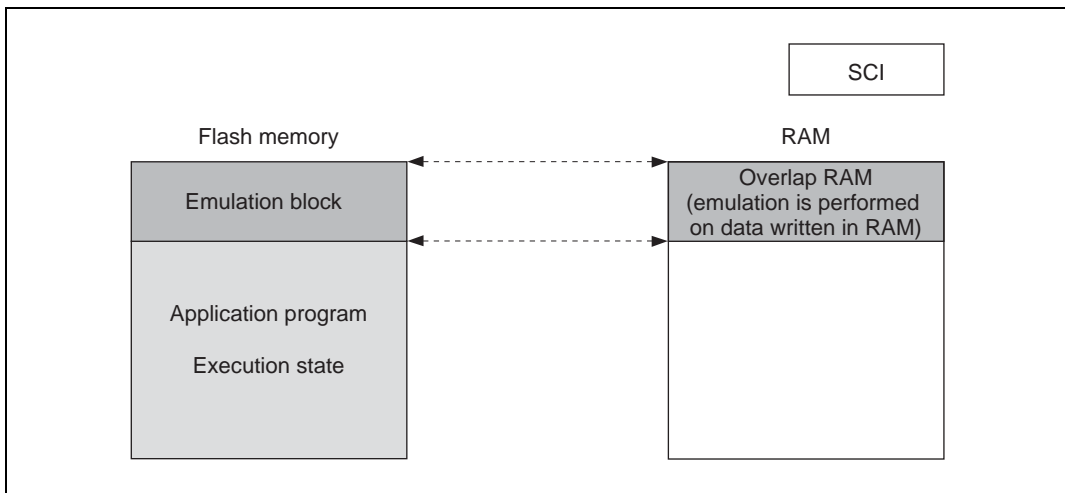 SCI
Flash memory
RAM
Emulation block
Overlap RAM
(emulation is performed
on data written in RAM)
Application program
Execution state